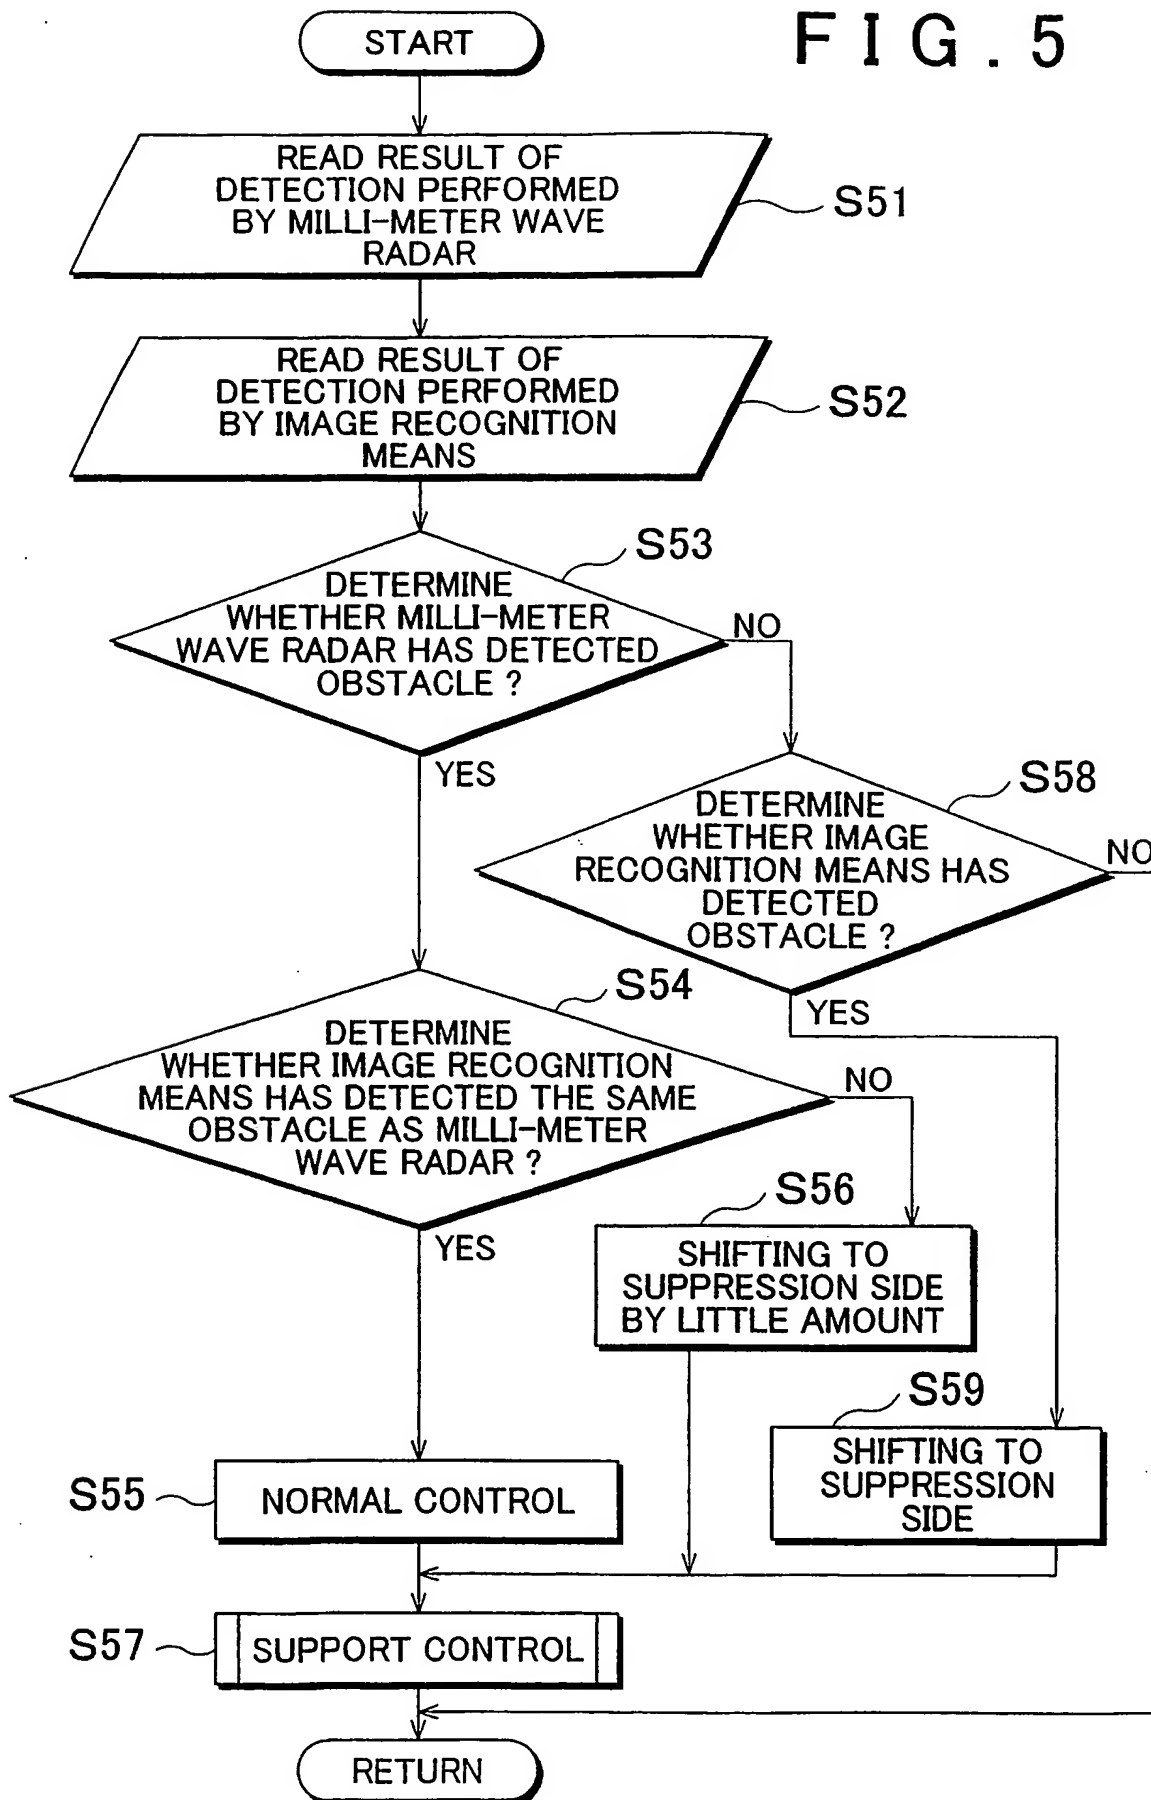 FIG. 5
START
READ RESULT OF
DETECTION PERFORMED
BY MILLI-METER WAVE
RADAR
S51
READ RESULT OF
DETECTION PERFORMED
BY IMAGE RECOGNITION
MEANS
S52
S53
DETERMINE
WHETHER MILLI-METER
WAVE RADAR HAS DETECTED
OBSTACLE ?
NO
YES
S58
DETERMINE
WHETHER IMAGE
RECOGNITION MEANS HAS
DETECTED
OBSTACLE ?
NO
YES
S54
DETERMINE
WHETHER IMAGE RECOGNITION
MEANS HAS DETECTED THE SAME
OBSTACLE AS MILLI-METER
WAVE RADAR ?
NO
YES
S56
SHIFTING TO
SUPPRESSION SIDE
BY LITTLE AMOUNT
S59
SHIFTING TO
SUPPRESSION
SIDE
S55
NORMAL CONTROL
S57
SUPPORT CONTROL
RETURN